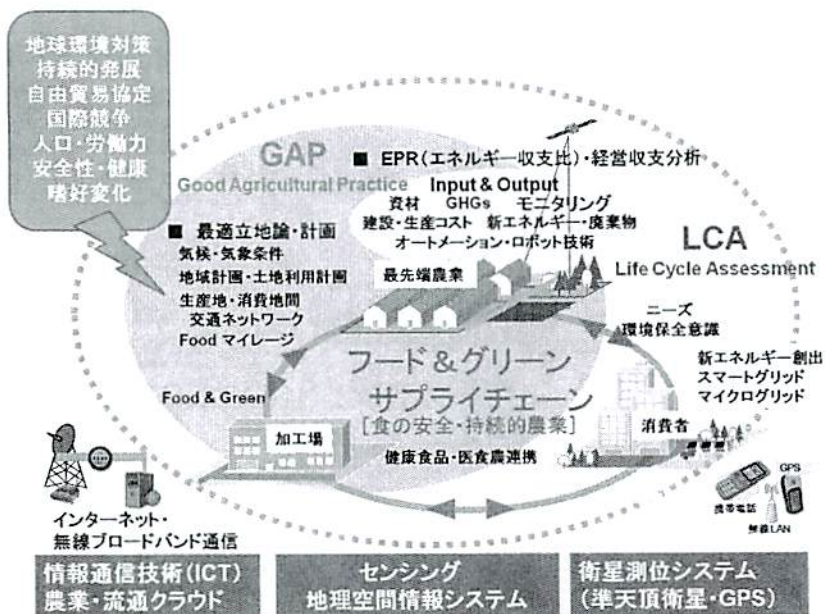 地球環境対策
持続的発展
自由貿易協定
国際競争
人口・労働力
安全性・健康
嗜好変化
GAP
Good Agricultural Practice
■ EPR(エネルギー収支比)・経営収支分析
Input & Output
資材 GHGs モニタリング
建設・生産コスト 新エネルギー・廃棄物
オートメーション・ロボット技術
■ 最適立地論・計画
気候・気象条件
地域計画・土地利用計画
生産地・消費地間
交通ネットワーク
Food マイレージ
最先端農業
LCA
Life Cycle Assessment
ニーズ
環境保全意識
新エネルギー創出
スマートグリッド
マイクログリッド
フード&グリーン
サプライチェーン
[食の安全・持続的農業]
Food & Green
加工場
消費者
健康食品・医食農連携
インターネット・
無線ブロードバンド通信
GPS
携帯電話
無線LAN
情報通信技術(ICT)
農業・流通クラウド
センシング
地理空間情報システム
衛星測位システム
(準天頂衛星・GPS)